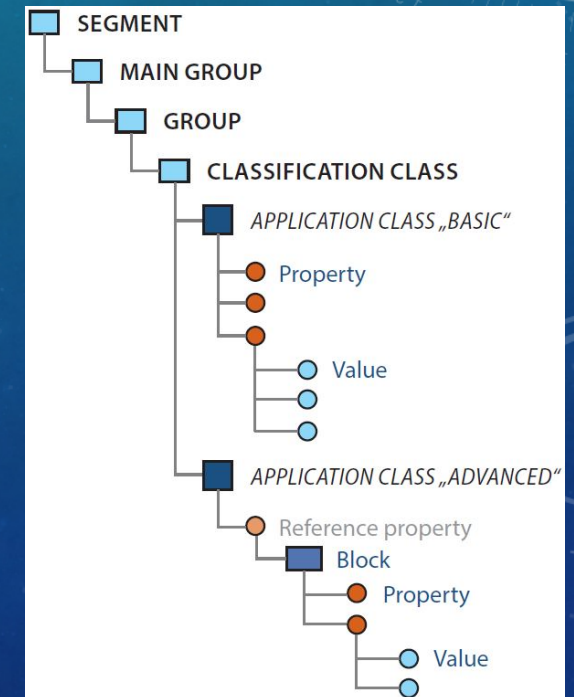 SEGMENT
MAIN GROUP
GROUP
CLASSIFICATION CLASS
APPLICATION CLASS „BASIC“
Property
Value
APPLICATION CLASS „ADVANCED“
Reference property
Block
Property
Value